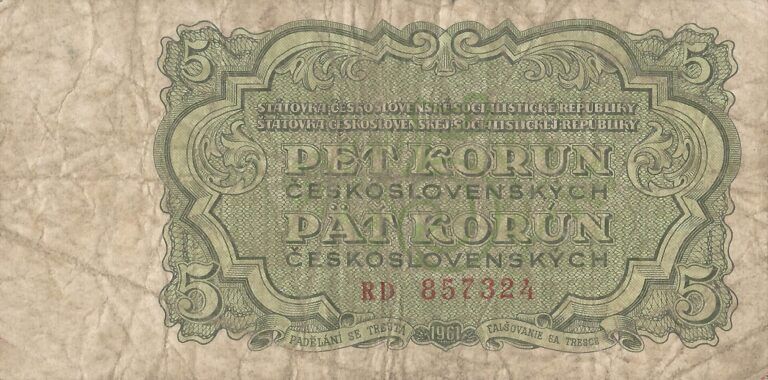 5 5
STÁTOVKA ČESKOSLOVENSKÉ SOCIALISTICKÉ REPUBLIKY
ŠTÁTOVKA ČESKOSLOVENSKEJ SOCIALISTICKEJ REPUBLIKY
PĚT KORUN
ČESKOSLOVENSKÝCH
PÄŤ KORÚN
ČESKOSLOVENSKÝCH
5 5
RD 857324
PADĚLÁNÍ SE TRESTÁ 1961 FALŠOVANIE SA TRESCE